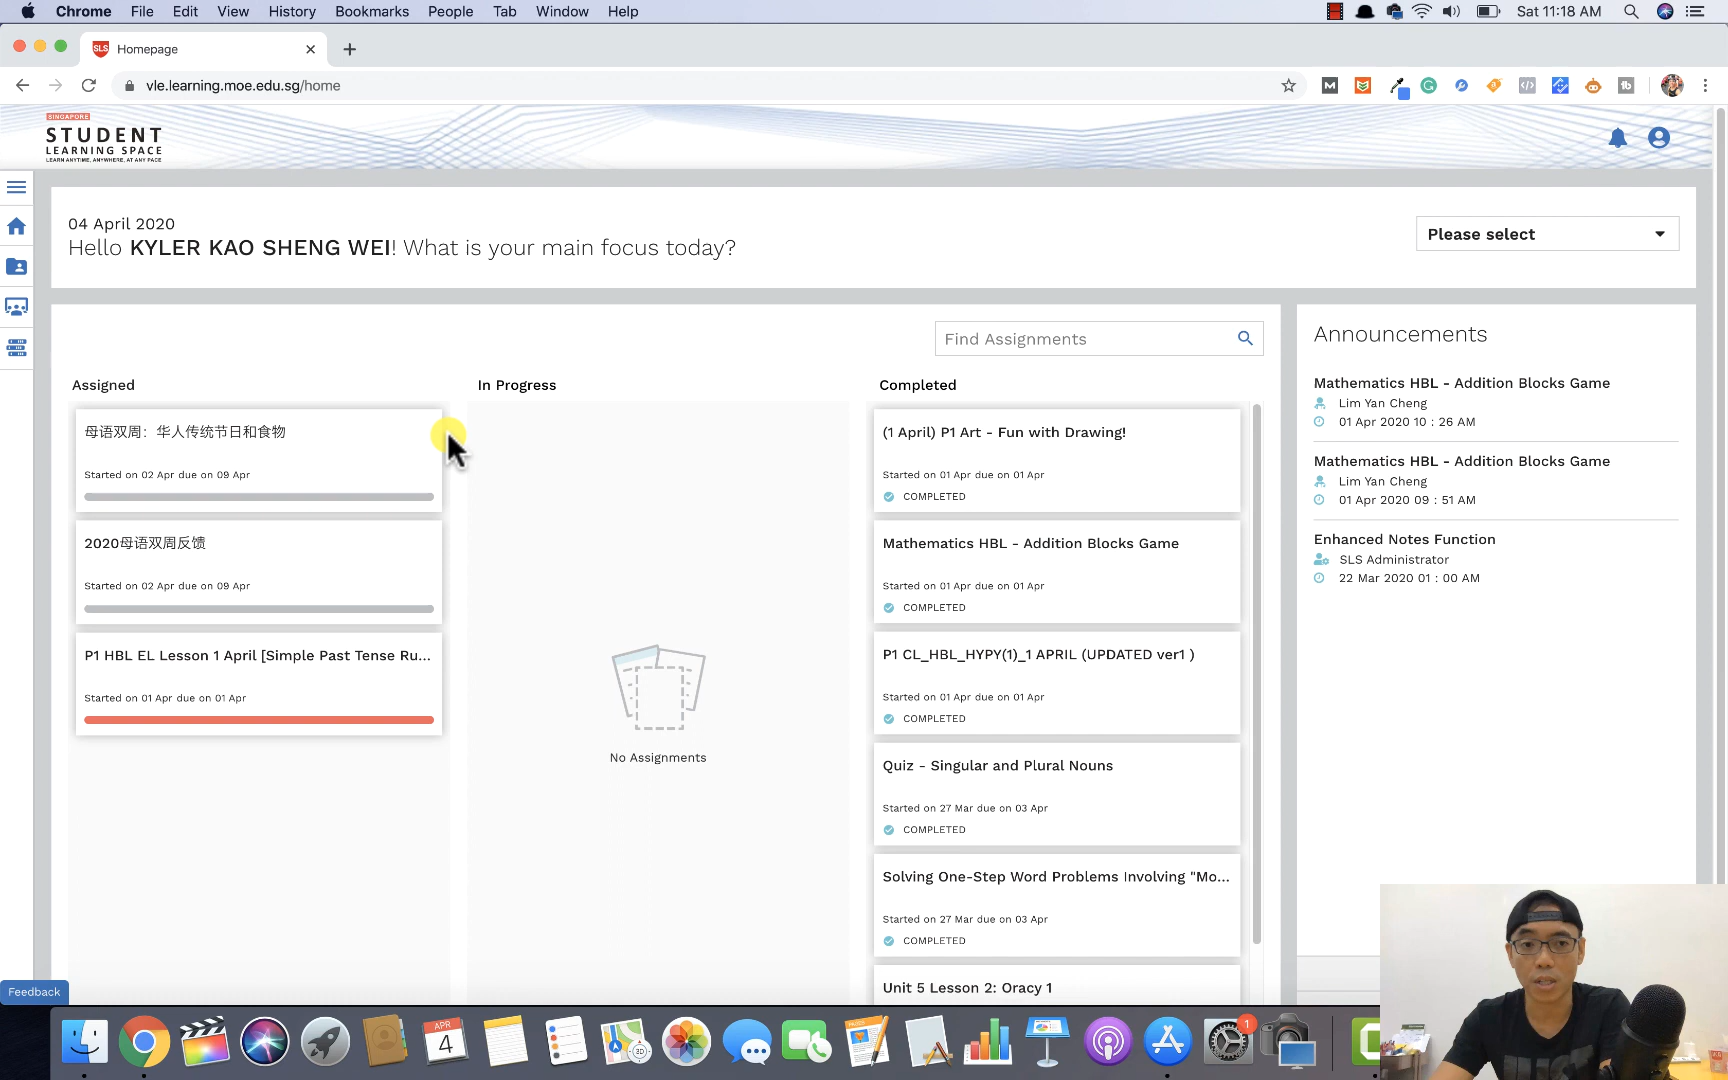 Chrome File Edit View History Bookmarks People Tab Window Help
Sat 11:18 AM
SLS Homepage
vle.learning.moe.edu.sg/home
SINGAPORE
STUDENT
LEARNING SPACE
LEARN ANYTIME, ANYWHERE, AT ANY PACE
04 April 2020
Hello KYLER KAO SHENG WEI! What is your main focus today?
Please select
Find Assignments
Assigned
母语双周：华人传统节日和食物
Started on 02 Apr due on 09 Apr
2020母语双周反馈
Started on 02 Apr due on 09 Apr
P1 HBL EL Lesson 1 April [Simple Past Tense Ru...
Started on 01 Apr due on 01 Apr
In Progress
No Assignments
Completed
(1 April) P1 Art - Fun with Drawing!
Started on 01 Apr due on 01 Apr
COMPLETED
Mathematics HBL - Addition Blocks Game
Started on 01 Apr due on 01 Apr
COMPLETED
P1 CL_HBL_HYPY(1)_1 APRIL (UPDATED ver1 )
Started on 01 Apr due on 01 Apr
COMPLETED
Quiz - Singular and Plural Nouns
Started on 27 Mar due on 03 Apr
COMPLETED
Solving One-Step Word Problems Involving "Mo...
Started on 27 Mar due on 03 Apr
COMPLETED
Unit 5 Lesson 2: Oracy 1
Announcements
Mathematics HBL - Addition Blocks Game
Lim Yan Cheng
01 Apr 2020 10 : 26 AM
Mathematics HBL - Addition Blocks Game
Lim Yan Cheng
01 Apr 2020 09 : 51 AM
Enhanced Notes Function
SLS Administrator
22 Mar 2020 01 : 00 AM
Feedback
APR
4
1